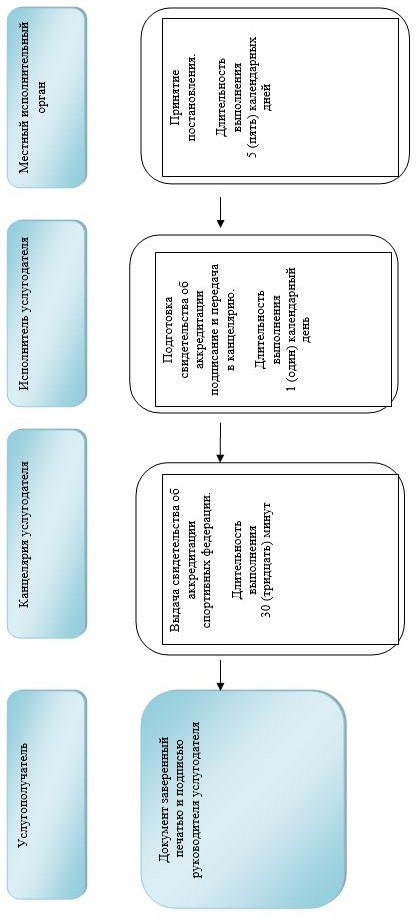 Местный исполнительный
орган
Принятие
постановления.
Длительность
выполнения
5 (пять) календарных
дней
Исполнитель услугодателя
Подготовка
свидетельства об
аккредитации
подписание и передача
в канцелярию.
Длительность
выполнения
1 (один) календарный
день
Канцелярия услугодателя
Выдача свидетельства об
аккредитации
спортивных федерации.
Длительность
выполнения
30 (тридцать) минут
Услугополучатель
Документ заверенный
печатью и подписью
руководителя услугодателя